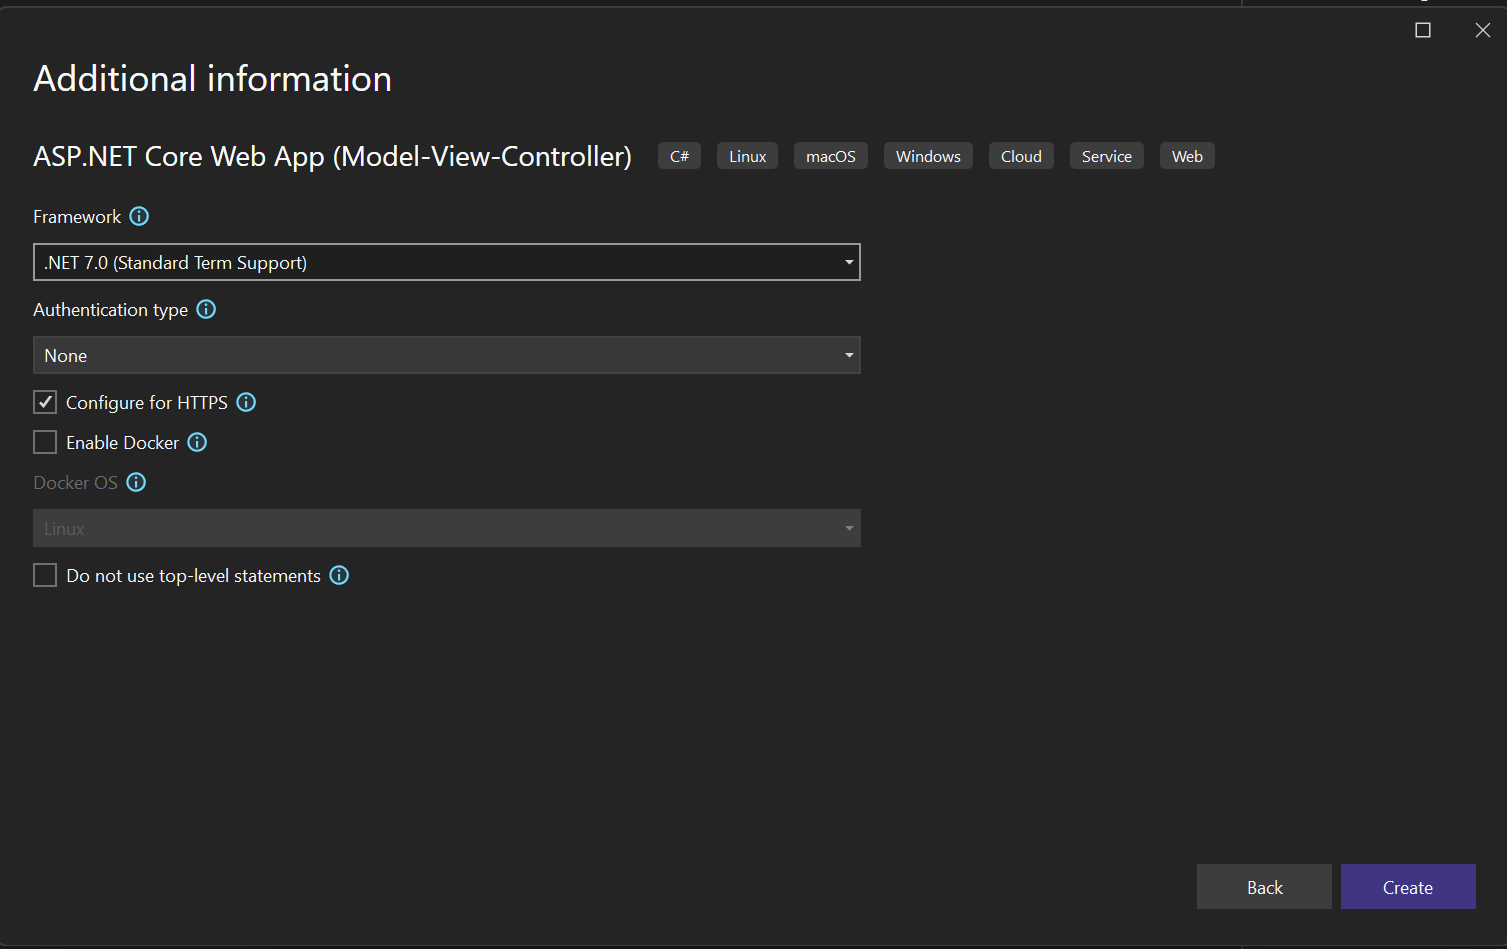 Additional information
ASP.NET Core Web App (Model-View-Controller) C# Linux macOS Windows Cloud Service Web
Framework
.NET 7.0 (Standard Term Support)
Authentication type
None
Configure for HTTPS
Enable Docker
Docker OS
Linux
Do not use top-level statements
Back Create